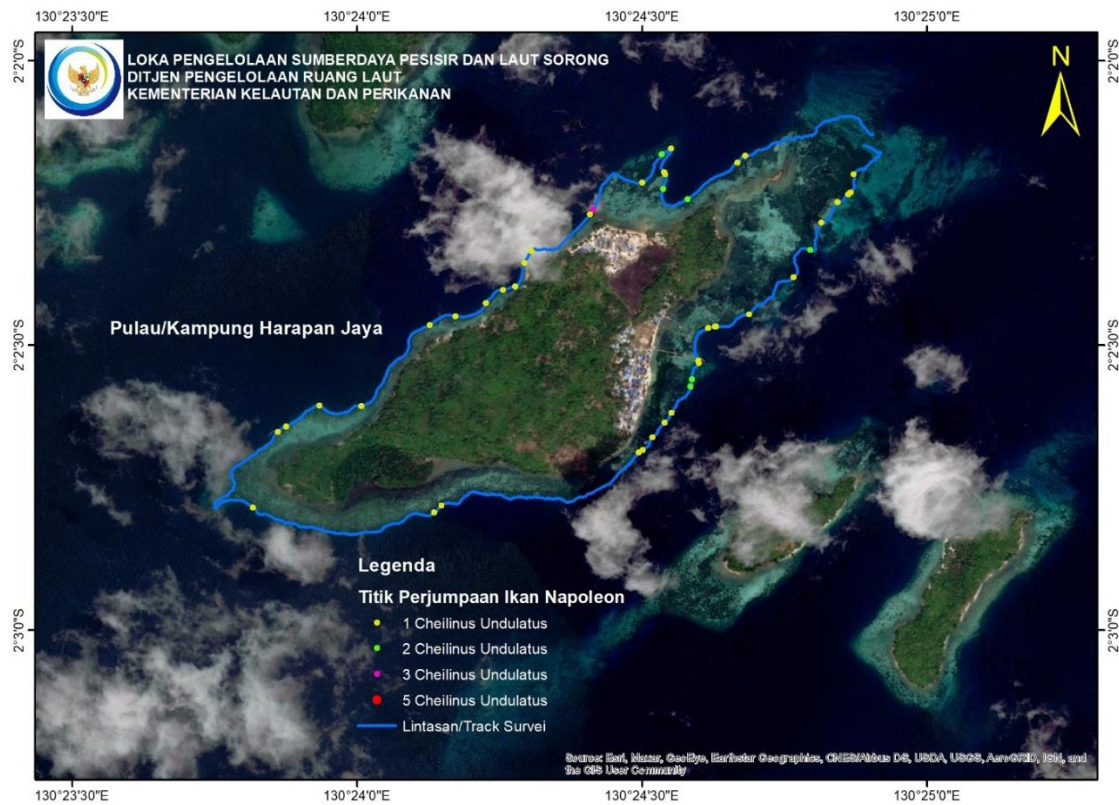 130°23'30"E 130°24'0"E 130°24'30"E 130°25'0"E
LOKA PENGELOLAAN SUMBERDAYA PESISIR DAN LAUT SORONG
DITJEN PENGELOLAAN RUANG LAUT
KEMENTERIAN KELAUTAN DAN PERIKANAN
N
2°2'0"S 2°2'0"S
Pulau/Kampung Harapan Jaya
2°2'30"S 2°2'30"S
Legenda
Titik Perjumpaan Ikan Napoleon
1 Cheilinus Undulatus
2 Cheilinus Undulatus
3 Cheilinus Undulatus
5 Cheilinus Undulatus
Lintasan/Track Survei
2°3'0"S 2°3'0"S
Source: Esri, Maxar, GeoEye, Earthstar Geographics, CNES/Airbus DS, USDA, USGS, AeroGRID, IGN, and
the GIS User Community
130°23'30"E 130°24'0"E 130°24'30"E 130°25'0"E